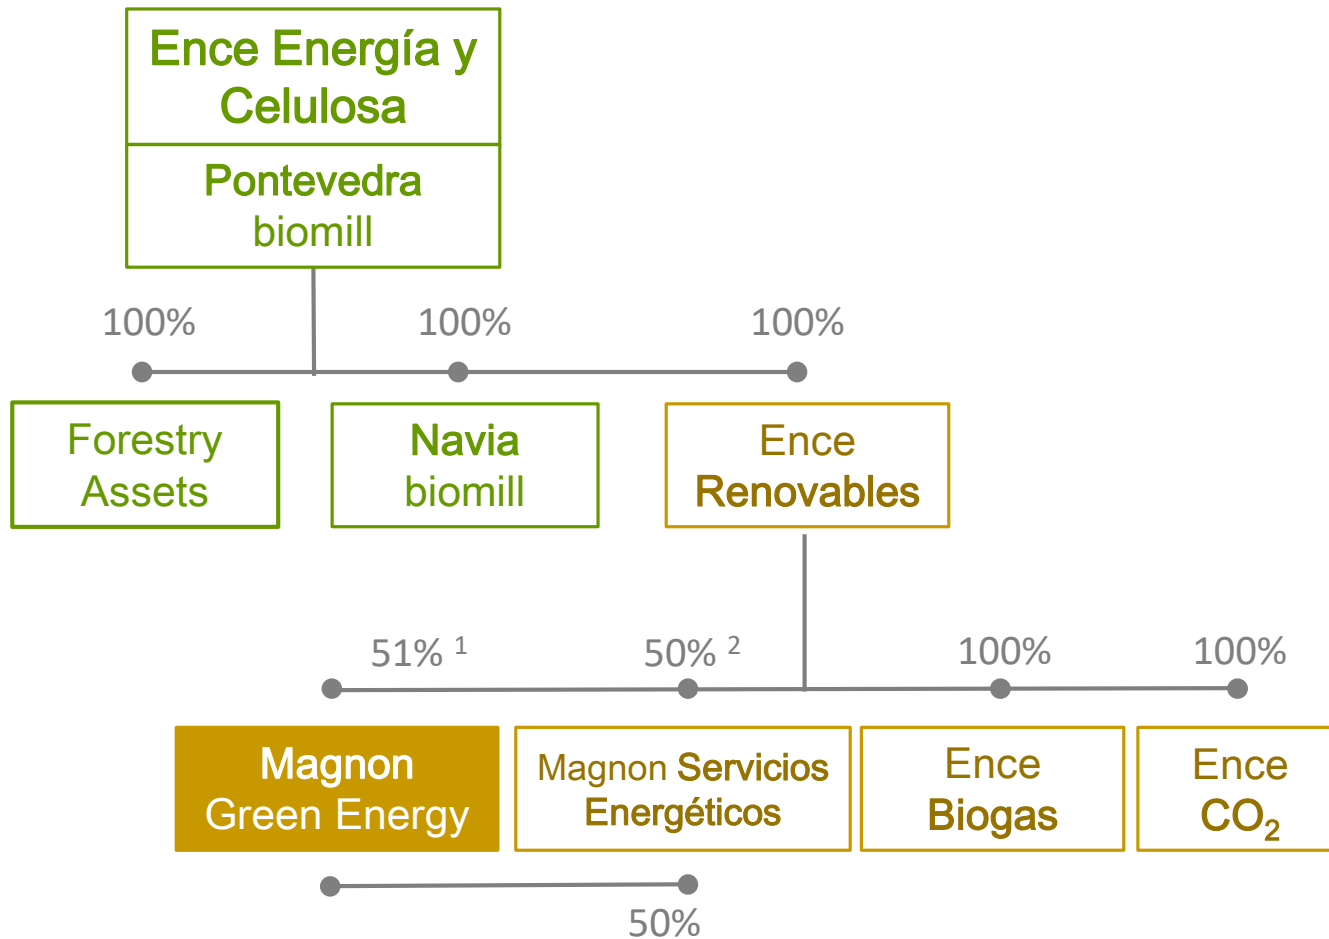 Ence Energía y
Celulosa
Pontevedra
biomill
100%
100%
100%
Forestry
Assets
Navia
biomill
Ence
Renovables
51% 1
50% 2
100%
100%
Magnon
Green Energy
Magnon Servicios
Energéticos
Ence
Biogas
Ence
CO2
50%